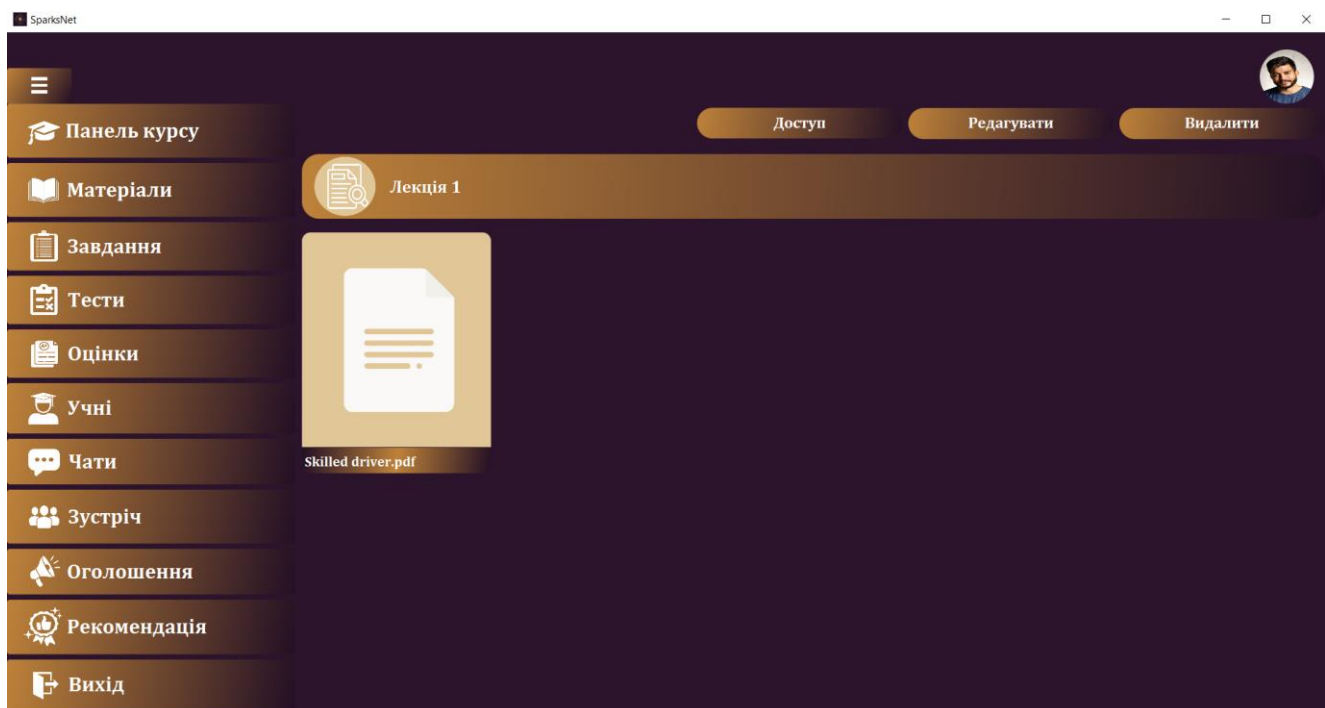 SparksNet
Доступ
Редагувати
Видалити
Панель курсу
Матеріали
Завдання
Тести
Оцінки
Учні
Чати
Зустріч
Оголошення
Рекомендація
Вихід
Лекція 1
Skilled driver.pdf